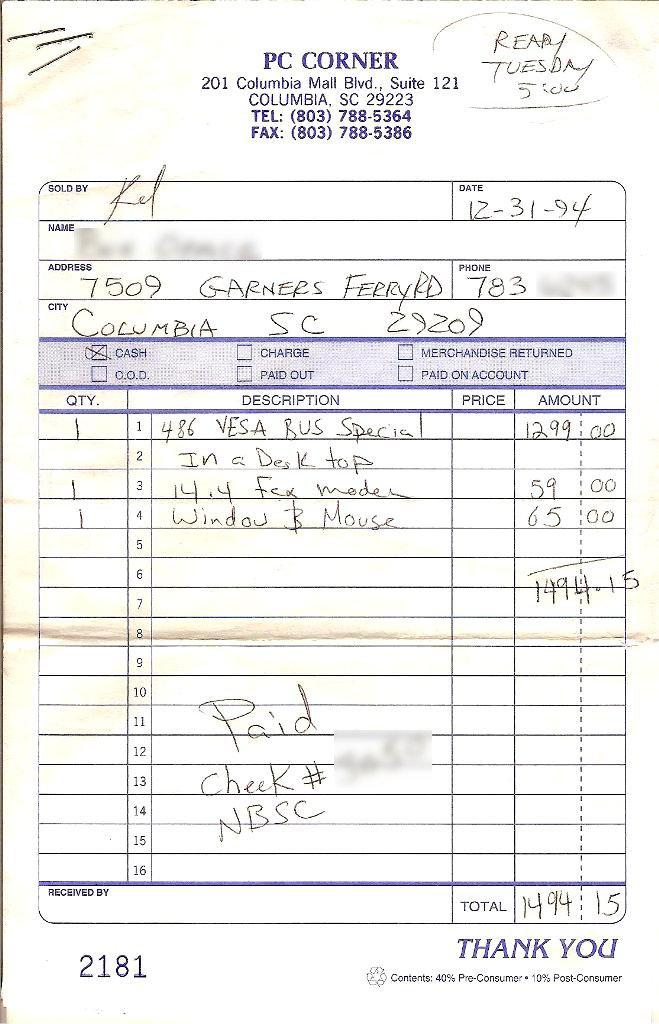 READY
TUESDAY
5:00
PC CORNER
201 Columbia Mall Blvd., Suite 121
COLUMBIA, SC 29223
TEL: (803) 788-5364
FAX: (803) 788-5386
SOLD BY
DATE 12-31-94
NAME
ADDRESS 7509 GARNERS FERRY RD PHONE 783
CITY COLUMBIA SC 29209
CASH CHARGE MERCHANDISE RETURNED
C.O.D. PAID OUT PAID ON ACCOUNT
QTY. DESCRIPTION PRICE AMOUNT
1 1 486 VESA BUS Special 1299 00
2 In a Desk top
1 3 14.4 Fax modem 59 00
1 4 Window & Mouse 65 00
5
6
1494.15
7
8
9
10
11 Paid
12
13 Check #
14 NBSC
15
16
RECEIVED BY TOTAL 1494 15
THANK YOU
2181 Contents: 40% Pre-Consumer • 10% Post-Consumer